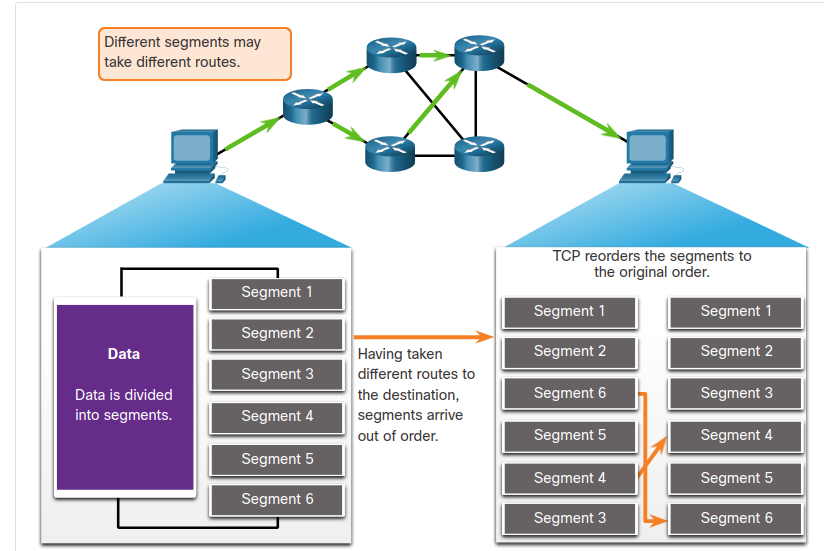 Different segments may
take different routes.
Data
Data is divided
into segments.
Segment 1
Segment 2
Segment 3
Segment 4
Segment 5
Segment 6
Having taken
different routes to
the destination,
segments arrive
out of order.
TCP reorders the segments to
the original order.
Segment 1
Segment 2
Segment 6
Segment 5
Segment 4
Segment 3
Segment 1
Segment 2
Segment 3
Segment 4
Segment 5
Segment 6